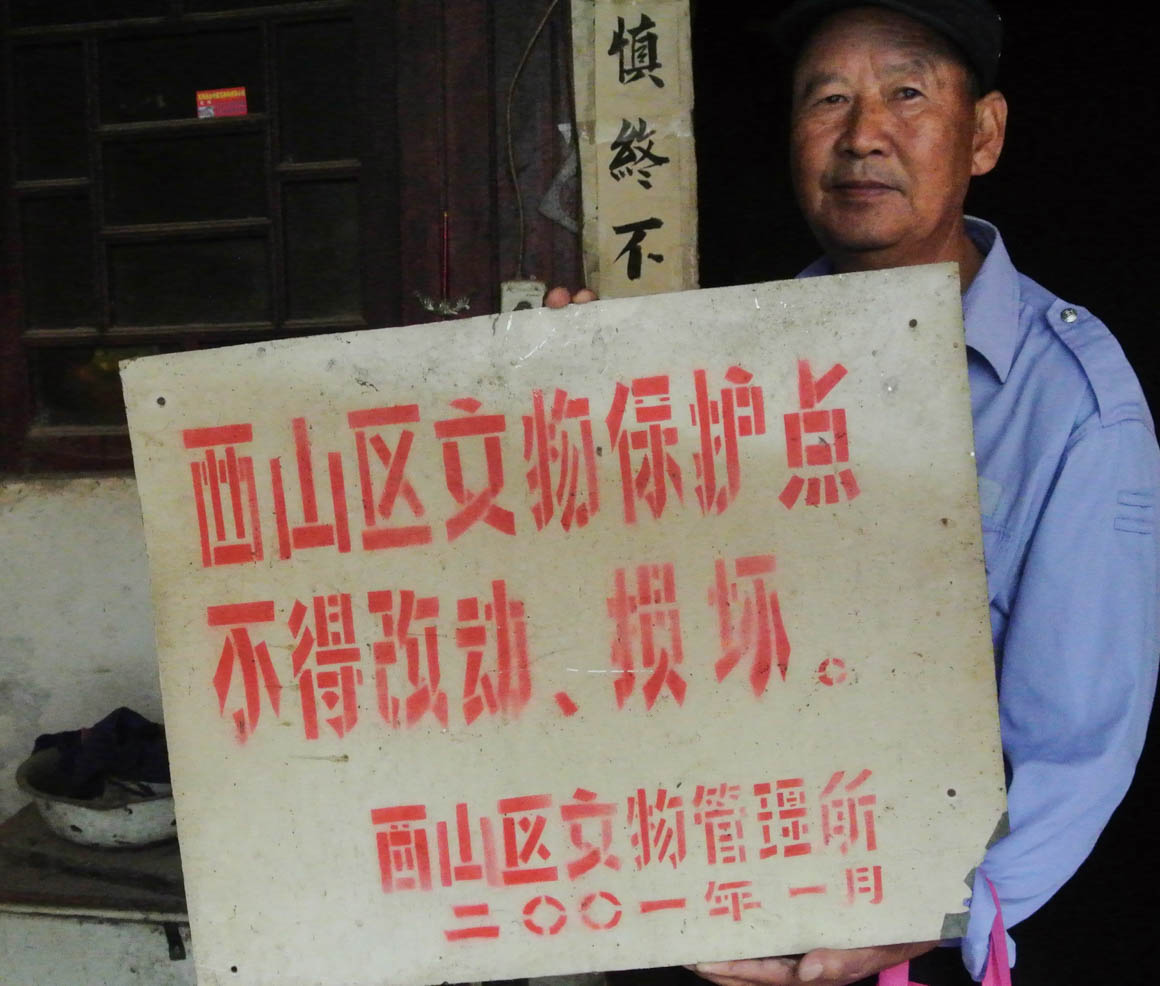 慎終不
西山区文物保护点
不得改动、损坏。
西山区文物管理所
二〇〇一年一月